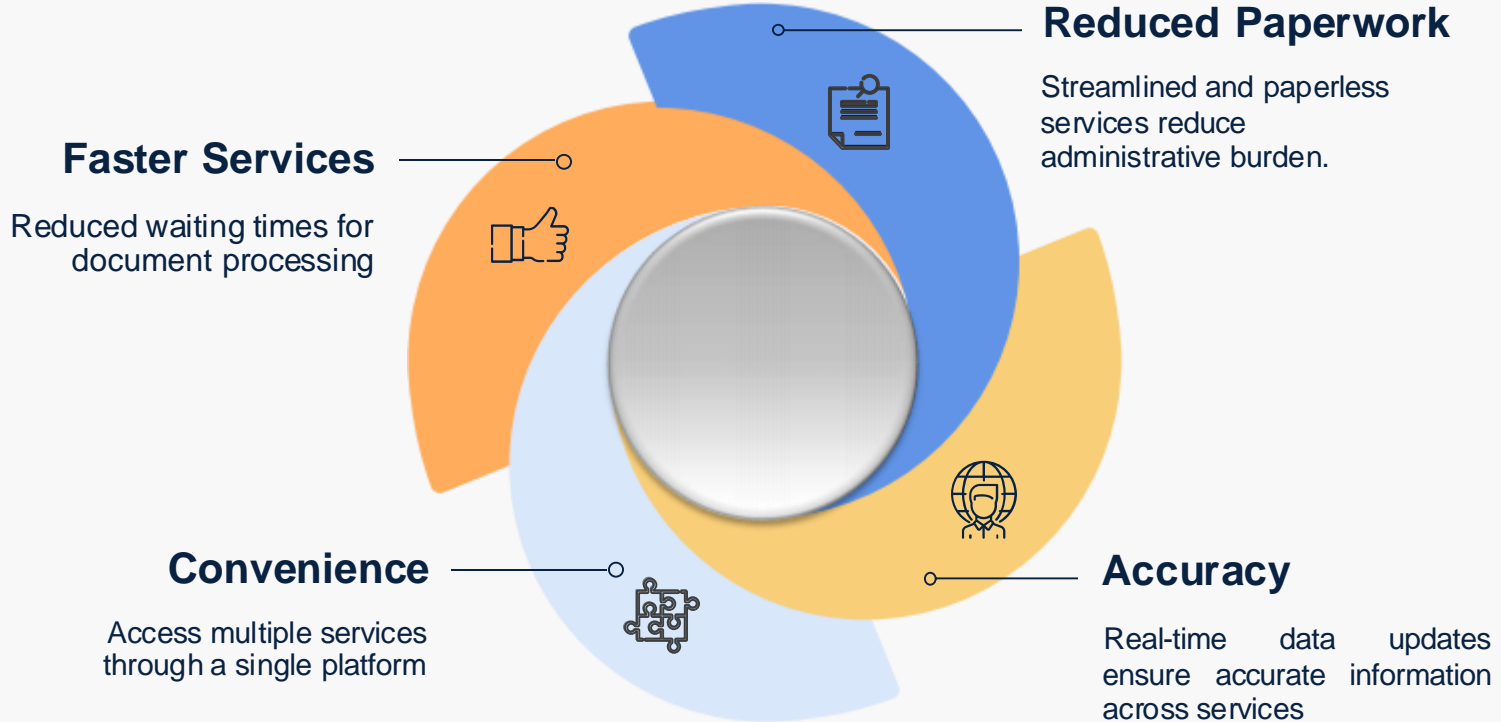 Reduced Paperwork
Streamlined and paperless
services reduce
administrative burden.
Faster Services
Reduced waiting times for
document processing
Convenience
Access multiple services
through a single platform
Accuracy
Real-time data updates
ensure accurate information
across services